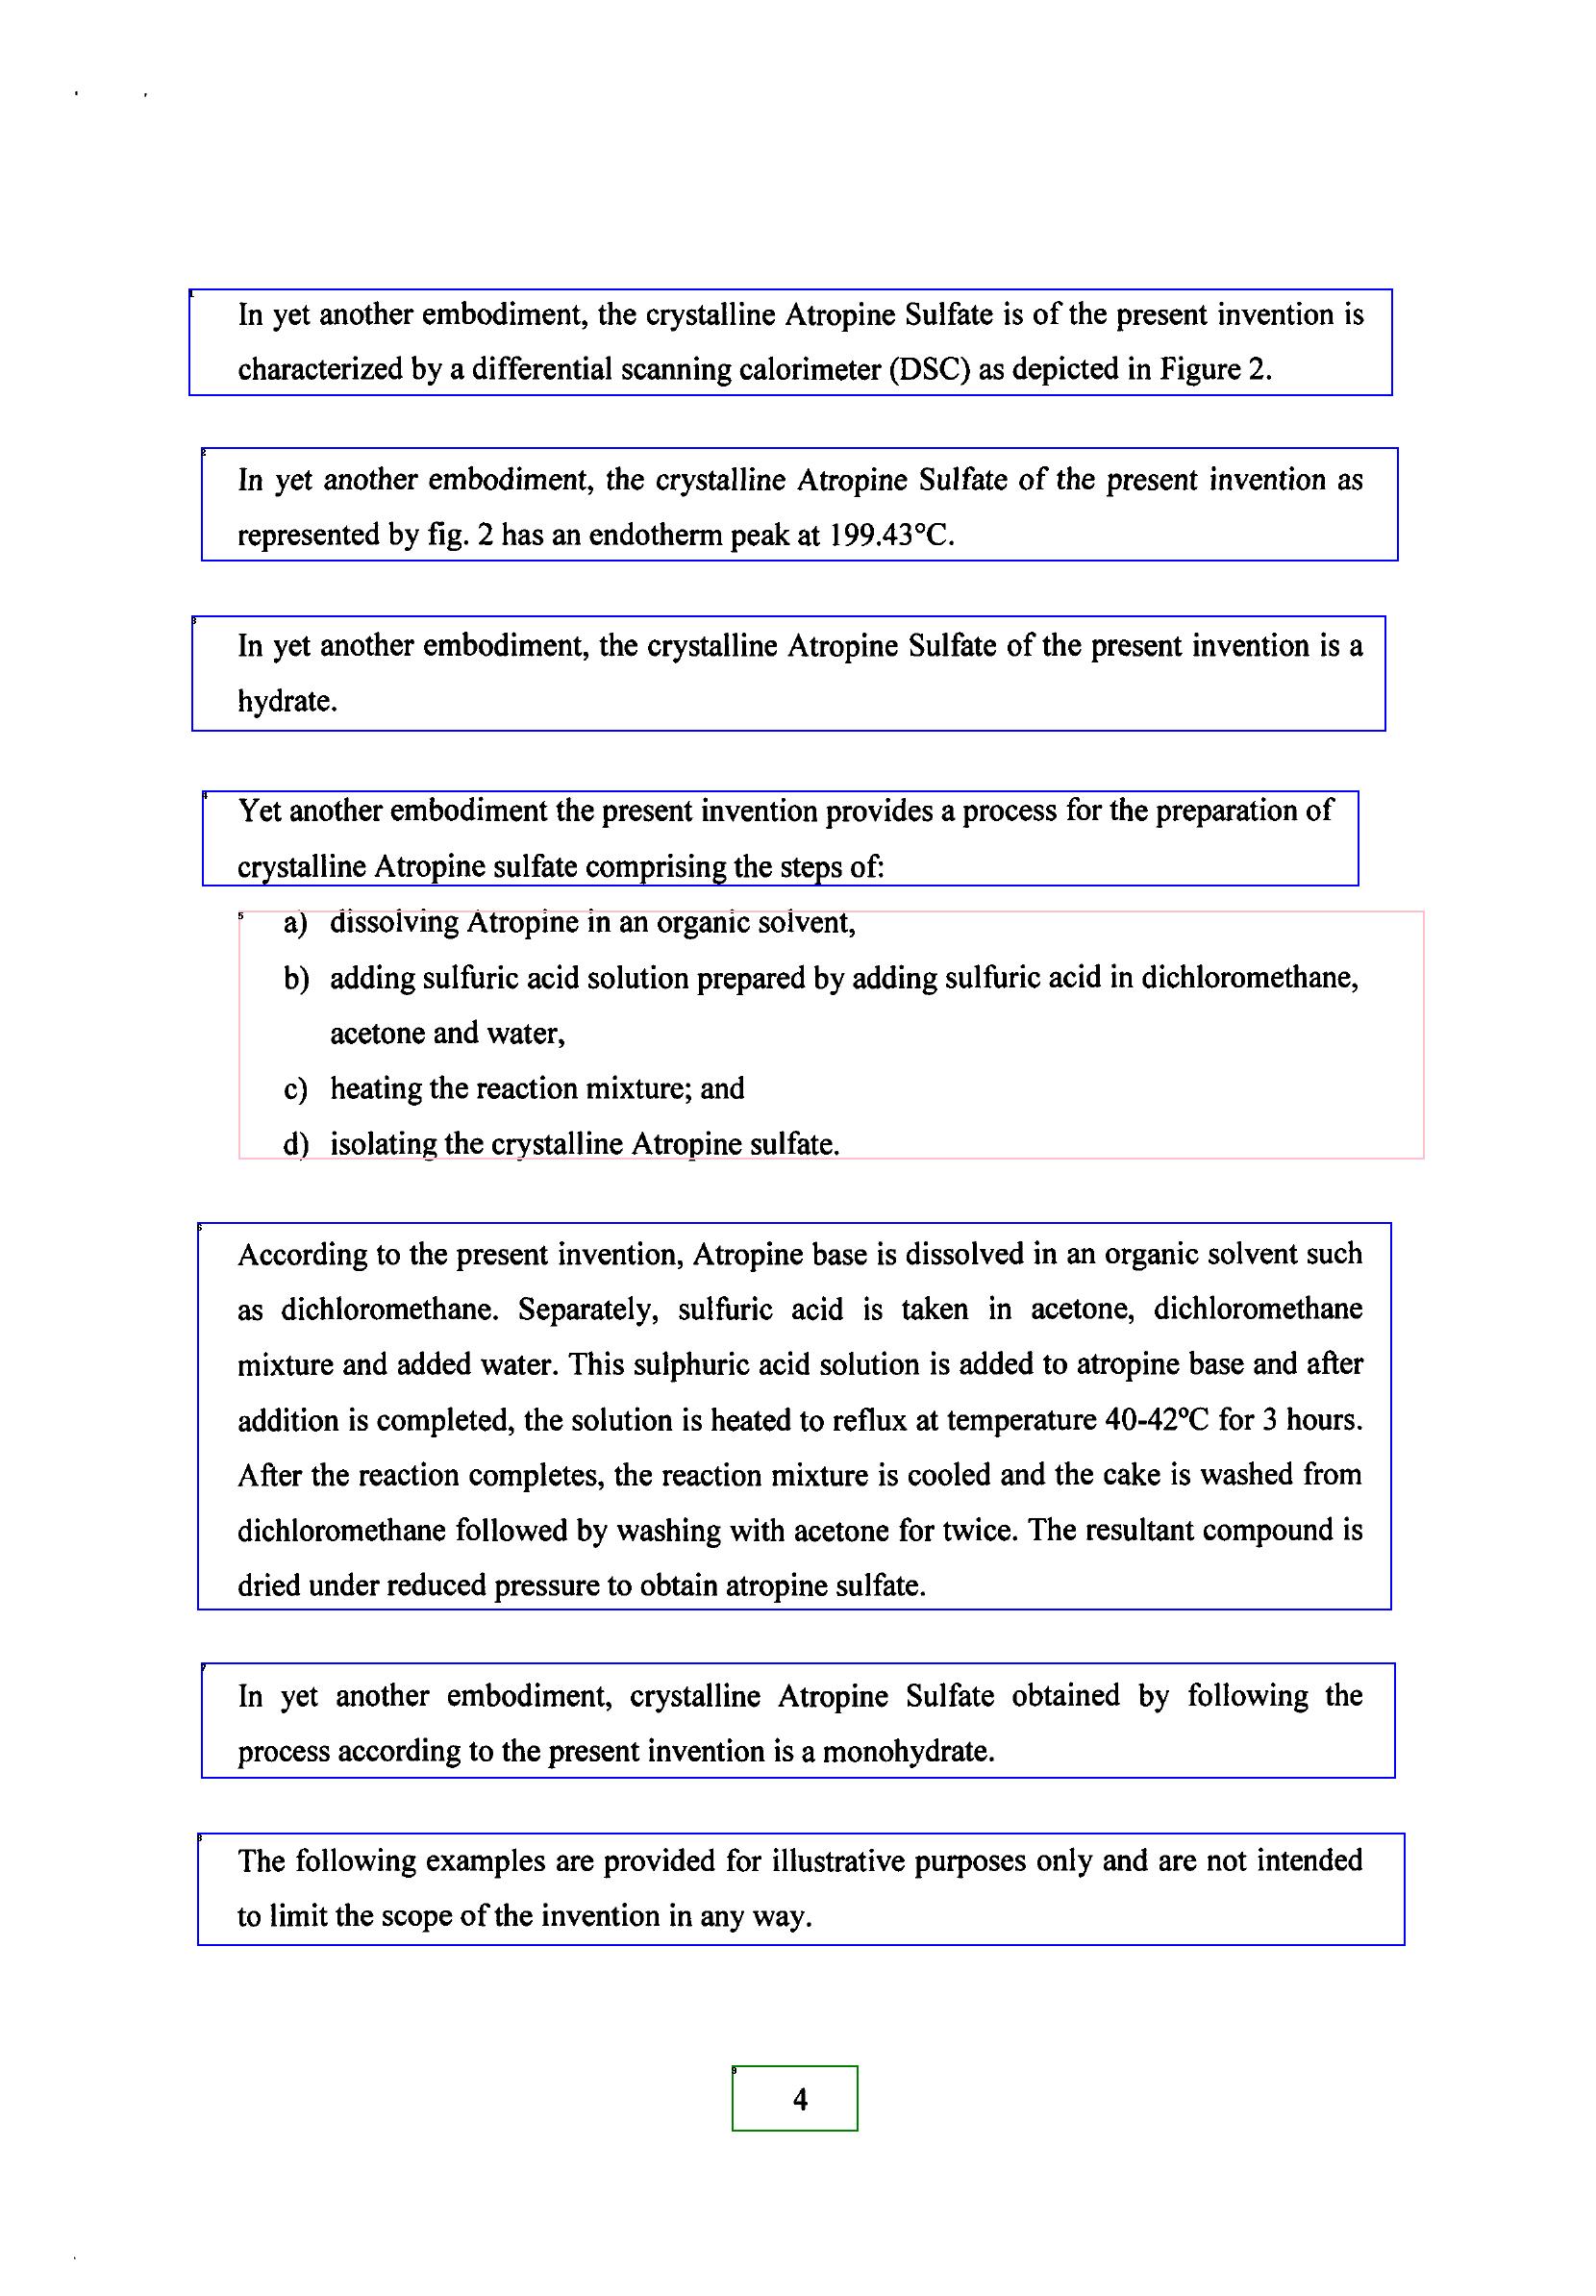 In yet another embodiment, the crystalline Atropine Sulfate is of the present invention is
characterized by a differential scanning calorimeter (DSC) as depicted in Figure 2.
In yet another embodiment, the crystalline Atropine Sulfate of the present invention as
represented by fig. 2 has an endotherm peak at 199.43°C.
In yet another embodiment, the crystalline Atropine Sulfate of the present invention is a
hydrate.
Yet another embodiment the present invention provides a process for the preparation of
crystalline Atropine sulfate comprising the steps of:
a) dissolving Atropine in an organic solvent,
b) adding sulfuric acid solution prepared by adding sulfuric acid in dichloromethane,
acetone and water,
c) heating the reaction mixture; and
d) isolating the crystalline Atropine sulfate.
According to the present invention, Atropine base is dissolved in an organic solvent such
as dichloromethane. Separately, sulfuric acid is taken in acetone, dichloromethane
mixture and added water. This sulphuric acid solution is added to atropine base and after
addition is completed, the solution is heated to reflux at temperature 40-42ºC for 3 hours.
After the reaction completes, the reaction mixture is cooled and the cake is washed from
dichloromethane followed by washing with acetone for twice. The resultant compound is
dried under reduced pressure to obtain atropine sulfate.
In yet another embodiment, crystalline Atropine Sulfate obtained by following the
process according to the present invention is a monohydrate.
The following examples are provided for illustrative purposes only and are not intended
to limit the scope of the invention in any way.
4